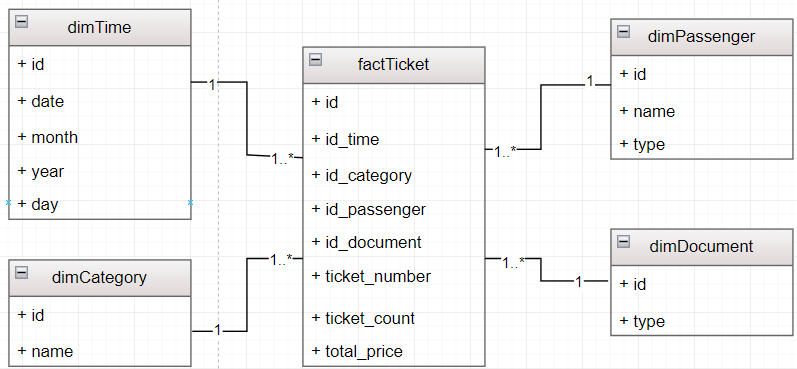 dimTime
+ id
+ date
+ month
+ year
+ day
dimCategory
+ id
+ name
factTicket
+ id
+ id_time
+ id_category
+ id_passenger
+ id_document
+ ticket_number
+ ticket_count
+ total_price
dimPassenger
+ id
+ name
+ type
dimDocument
+ id
+ type
1
1..*
1
1..*
1..*
1
1..*
1